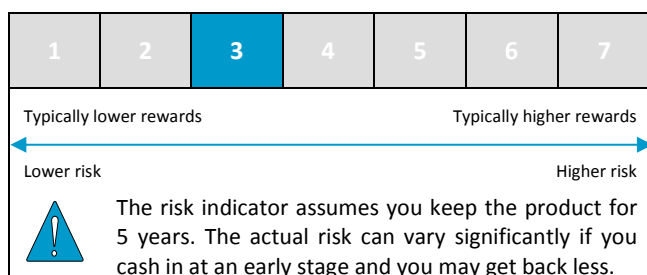 1 2 3 4 5 6 7
Typically lower rewards Typically higher rewards
Lower risk Higher risk
The risk indicator assumes you keep the product for
5 years. The actual risk can vary significantly if you
cash in at an early stage and you may get back less.